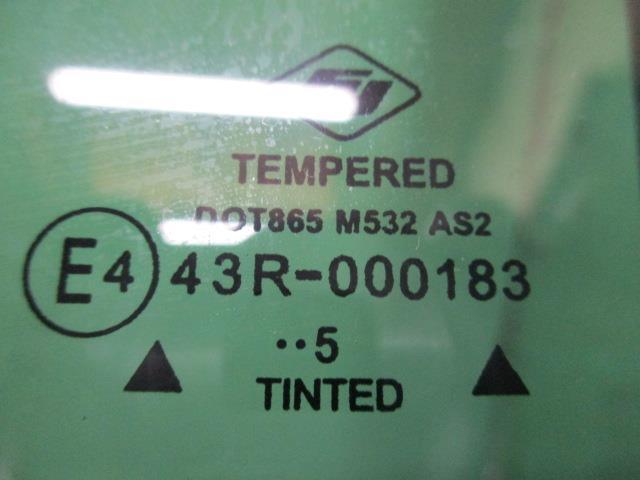 TEMPERED
DOT865 M532 AS2
E4 43R-000183
··5
TINTED